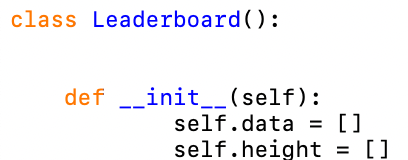 class Leaderboard():
    def __init__(self):
            self.data = []
            self.height = []